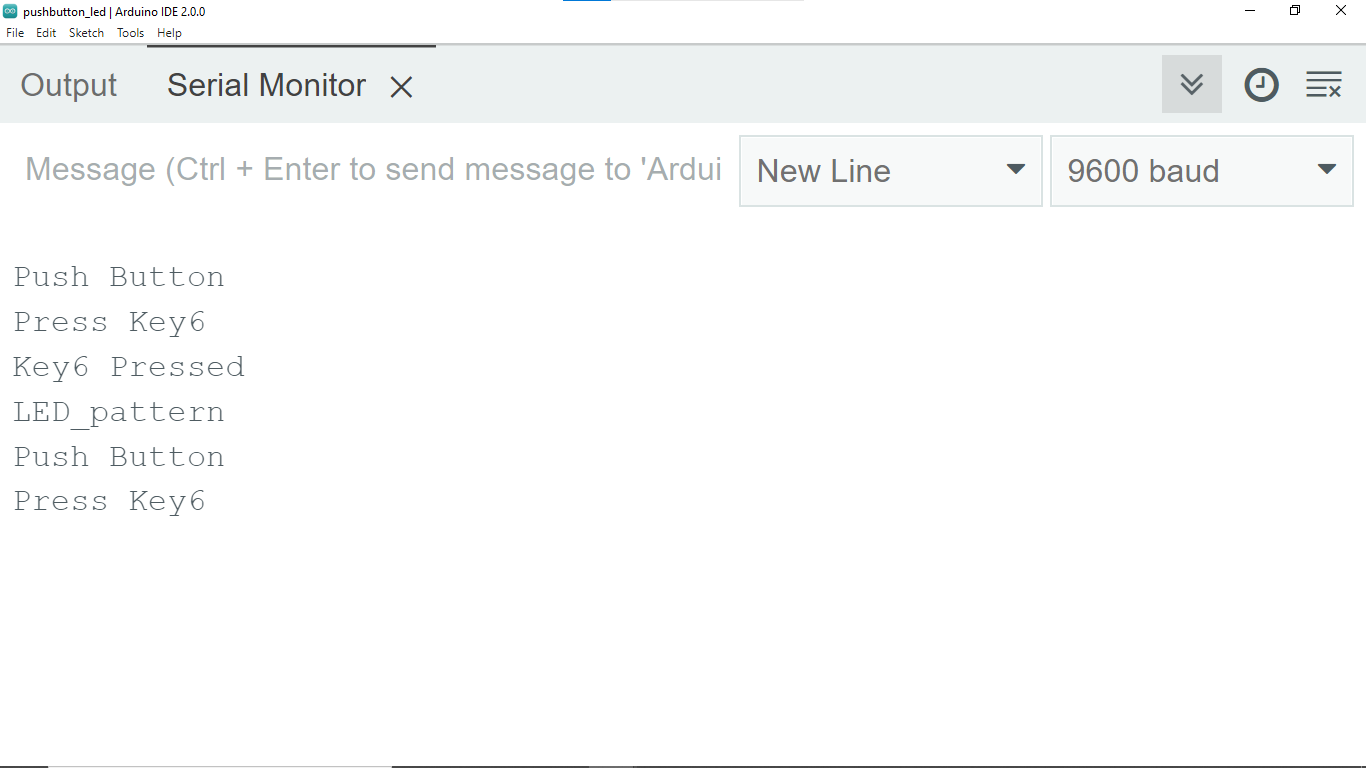 pushbutton_led | Arduino IDE 2.0.0
File Edit Sketch Tools Help
Output Serial Monitor
Message (Ctrl + Enter to send message to 'Ardui
New Line
9600 baud
Push Button
Press Key6
Key6 Pressed
LED_pattern
Push Button
Press Key6